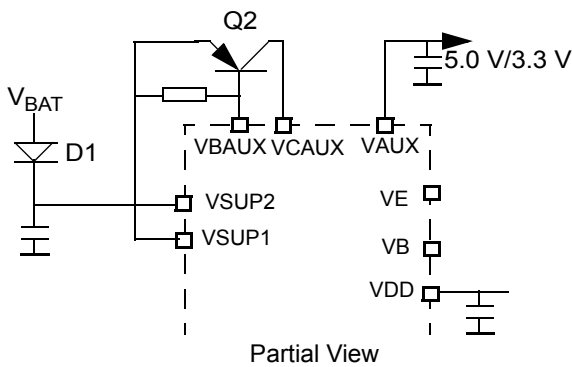 Q2
5.0 V/3.3 V
VBAT
D1
VBAUX
VCAUX
VAUX
VSUP2
VE
VSUP1
VB
VDD
Partial View